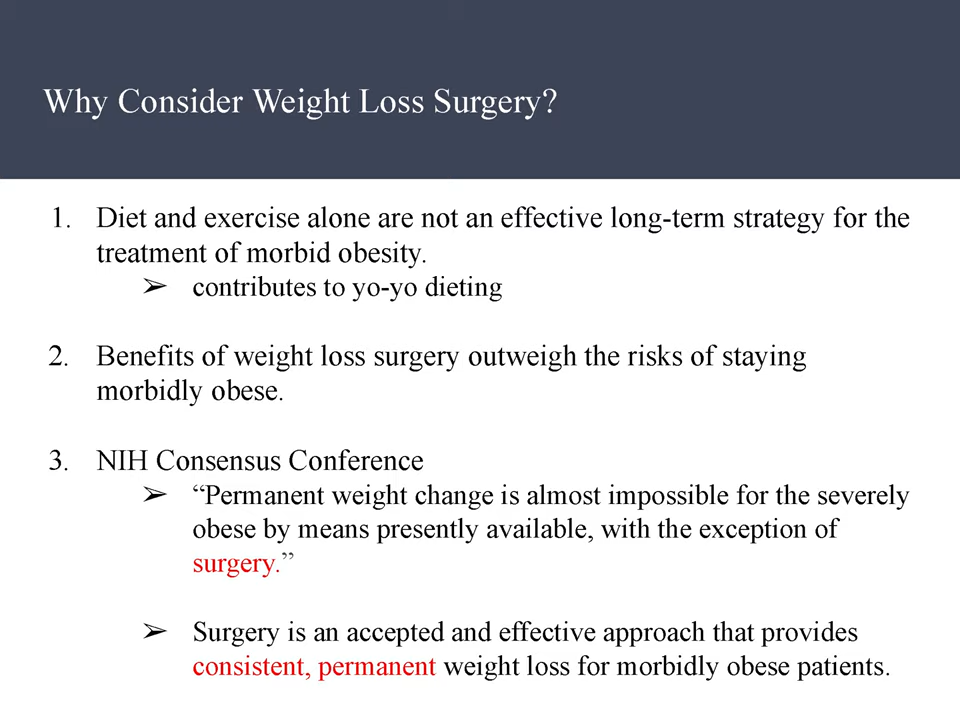 Why Consider Weight Loss Surgery?
1. Diet and exercise alone are not an effective long-term strategy for the
treatment of morbid obesity.
➢ contributes to yo-yo dieting
2. Benefits of weight loss surgery outweigh the risks of staying
morbidly obese.
3. NIH Consensus Conference
➢ “Permanent weight change is almost impossible for the severely
obese by means presently available, with the exception of
surgery.”
➢ Surgery is an accepted and effective approach that provides
consistent, permanent weight loss for morbidly obese patients.